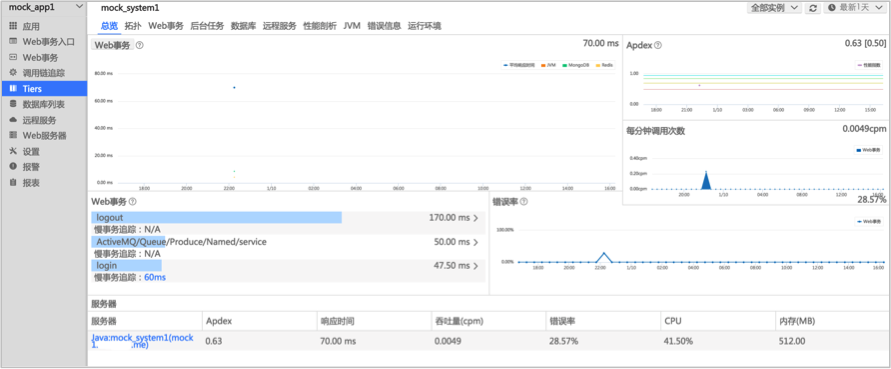 mock_app1
mock_system1
全部实例
最新1天
应用
Web事务入口
Web事务
调用链追踪
Tiers
数据库列表
远程服务
Web服务器
设置
报警
报表
总览 拓扑 Web事务 后台任务 数据库 远程服务 性能剖析 JVM 错误信息 运行环境
Web事务
70.00 ms
平均响应时间 JVM MongoDB Redis
80.00 ms
60.00 ms
40.00 ms
20.00 ms
0.00 ms
18:00 20:00 22:00 1/10 02:00 04:00 06:00 08:00 10:00 12:00 14:00 16:00
Apdex
0.63 [0.50]
性能指数
1.00
0.00
18:00 21:00 1/10 03:00 06:00 09:00 12:00 15:00
每分钟调用次数
0.0049cpm
Web事务
0.40cpm
0.20cpm
0.00cpm
20:00 22:00 1/10 02:00 04:00 06:00 08:00 10:00 12:00 14:00 16:00
Web事务
logout 170.00 ms
慢事务追踪：N/A
ActiveMQ/Queue/Produce/Named/service 50.00 ms
慢事务追踪：N/A
login 47.50 ms
慢事务追踪：60ms
错误率
28.57%
Web事务
100.00%
0.00%
18:00 20:00 22:00 1/10 02:00 04:00 06:00 08:00 10:00 12:00 14:00 16:00
服务器
服务器 Apdex 响应时间 吞吐量(cpm) 错误率 CPU 内存(MB)
Java:mock_system1(mock
1. .me)
0.63 70.00 ms 0.0049 28.57% 41.50% 512.00